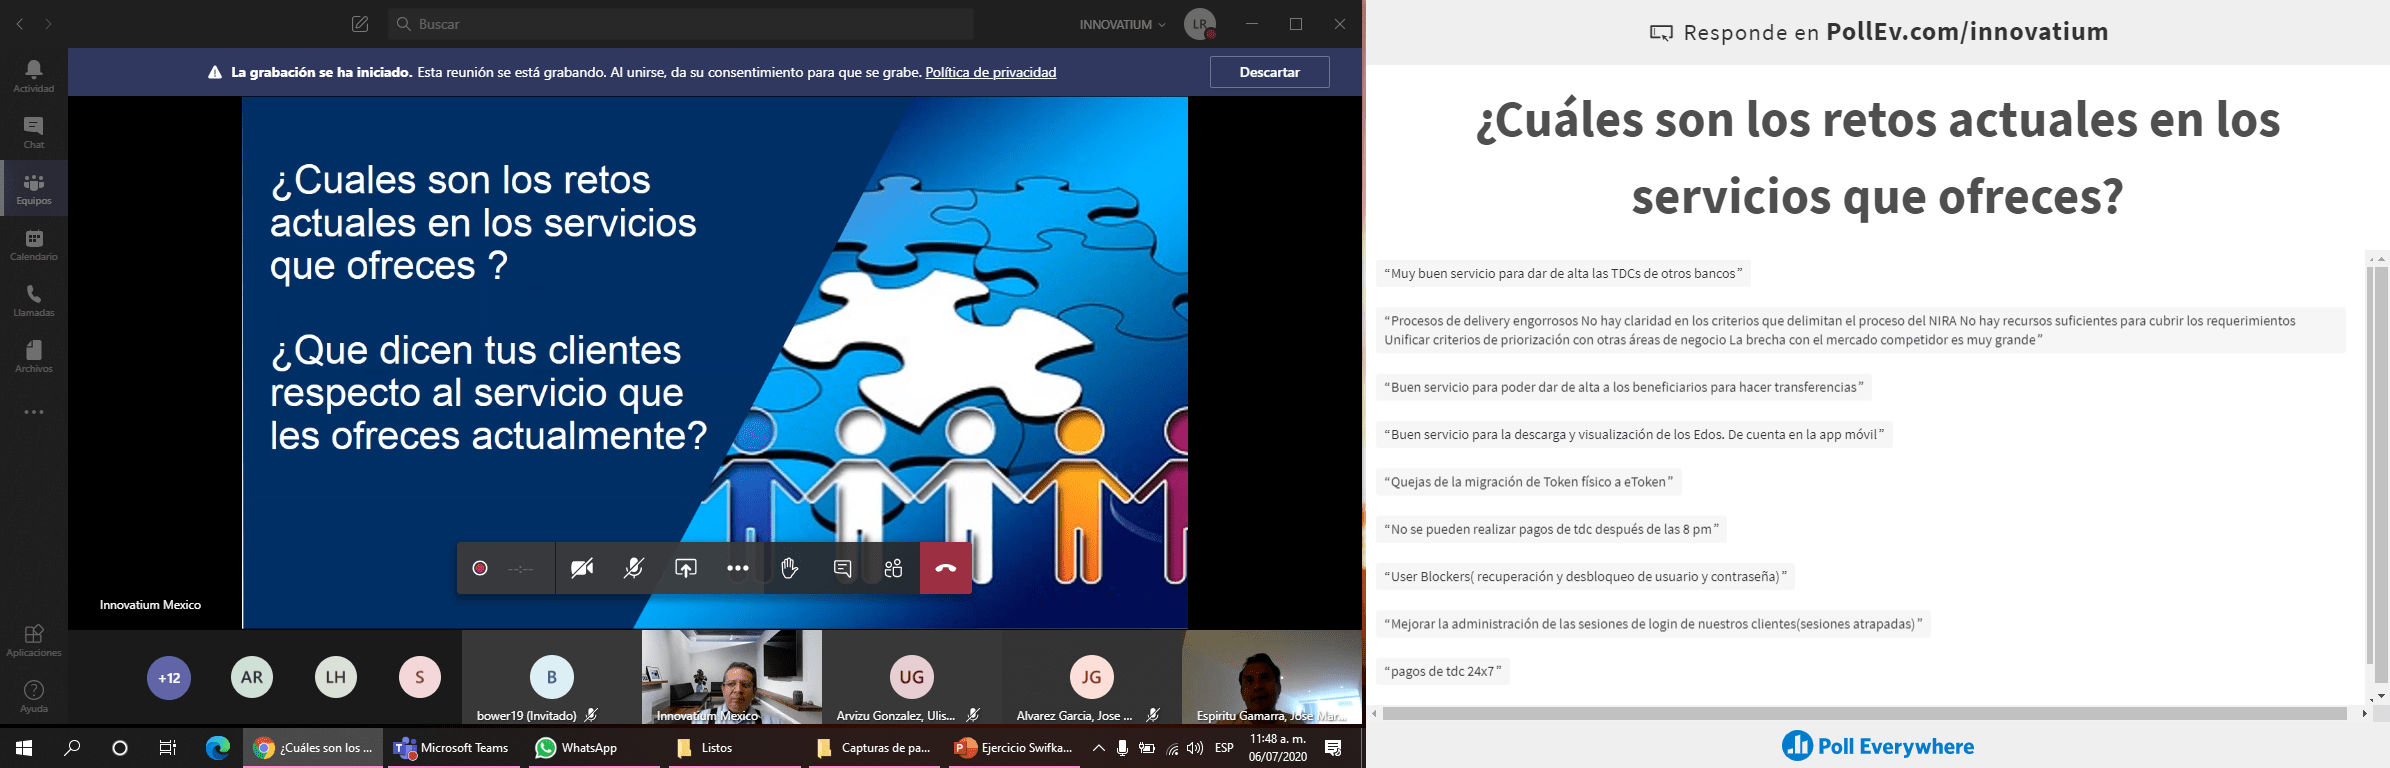 Buscar
INNOVATIUM
LR
Actividad
Chat
Equipos
Calendario
Llamadas
Archivos
Aplicaciones
Ayuda
La grabación se ha iniciado. Esta reunión se está grabando. Al unirse, da su consentimiento para que se grabe. Política de privacidad
Descartar
¿Cuales son los retos
actuales en los servicios
que ofreces ?
¿Que dicen tus clientes
respecto al servicio que
les ofreces actualmente?
--:--
Innovatium Mexico
+12
AR
LH
S
B
bower19 (Invitado)
Innovatium Mexico
UG
Arvizu Gonzalez, Ulis...
JG
Alvarez Garcia, Jose ...
Espiritu Gamarra, Jose Mar...
¿Cuáles son los ...
Microsoft Teams
WhatsApp
Listos
Capturas de pa...
Ejercicio Swifka...
ESP
11:48 a. m.
06/07/2020
Responde en PollEv.com/innovatium
¿Cuáles son los retos actuales en los
servicios que ofreces?
“Muy buen servicio para dar de alta las TDCs de otros bancos”
“Procesos de delivery engorrosos No hay claridad en los criterios que delimitan el proceso del NIRA No hay recursos suficientes para cubrir los requerimientos
Unificar criterios de priorización con otras áreas de negocio La brecha con el mercado competidor es muy grande”
“Buen servicio para poder dar de alta a los beneficiarios para hacer transferencias”
“Buen servicio para la descarga y visualización de los Edos. De cuenta en la app móvil”
“Quejas de la migración de Token físico a eToken”
“No se pueden realizar pagos de tdc después de las 8 pm”
“User Blockers( recuperación y desbloqueo de usuario y contraseña)”
“Mejorar la administración de las sesiones de login de nuestros clientes(sesiones atrapadas)”
“pagos de tdc 24x7”
Poll Everywhere